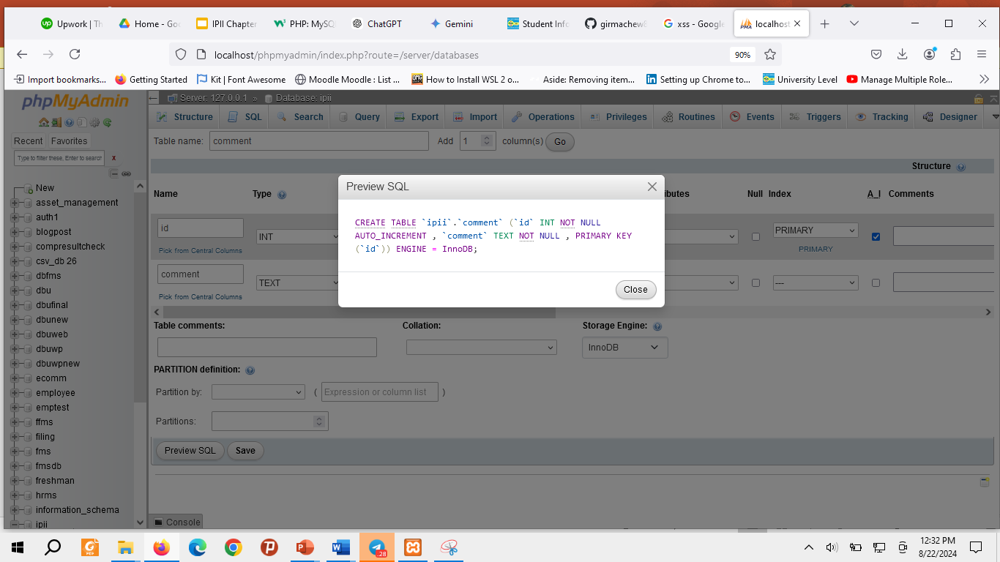 Upwork | Th
Home - Goo
IPII Chapter
PHP: MySQ
ChatGPT
Gemini
Student Info
girmachew8
xss - Google
localhost
localhost/phpmyadmin/index.php?route=/server/databases
90%
Import bookmarks...
Getting Started
Kit | Font Awesome
Moodle Moodle : List ...
How to Install WSL 2 o...
Aside: Removing item...
Setting up Chrome to...
University Level
Manage Multiple Role...
phpMyAdmin
Recent
Favorites
Type to filter these, Enter to search
X
New
asset_management
auth1
blogpost
compresultcheck
csv_db 26
dbfms
dbu
dbufinal
dbunew
dbuweb
dbuwp
dbuwpnew
ecomm
employee
emptest
ffms
filing
fms
fmsdb
freshman
hrms
information_schema
ipii
Server: 127.0.0.1 » Database: ipii
Structure
SQL
Search
Query
Export
Import
Operations
Privileges
Routines
Events
Triggers
Tracking
Designer
Table name: comment Add 1 column(s) Go
Structure
Name Type
ributes Null Index A_I Comments
id
INT
PRIMARY
Pick from Central Columns
PRIMARY
comment
TEXT
---
Pick from Central Columns
Preview SQL
CREATE TABLE `ipii`.`comment` (`id` INT NOT NULL
AUTO_INCREMENT , `comment` TEXT NOT NULL , PRIMARY KEY
(`id`)) ENGINE = InnoDB;
Close
Table comments: Collation: Storage Engine:
InnoDB
PARTITION definition:
Partition by: ( Expression or column list )
Partitions:
Preview SQL Save
Console
PDF
28
12:32 PM
8/22/2024